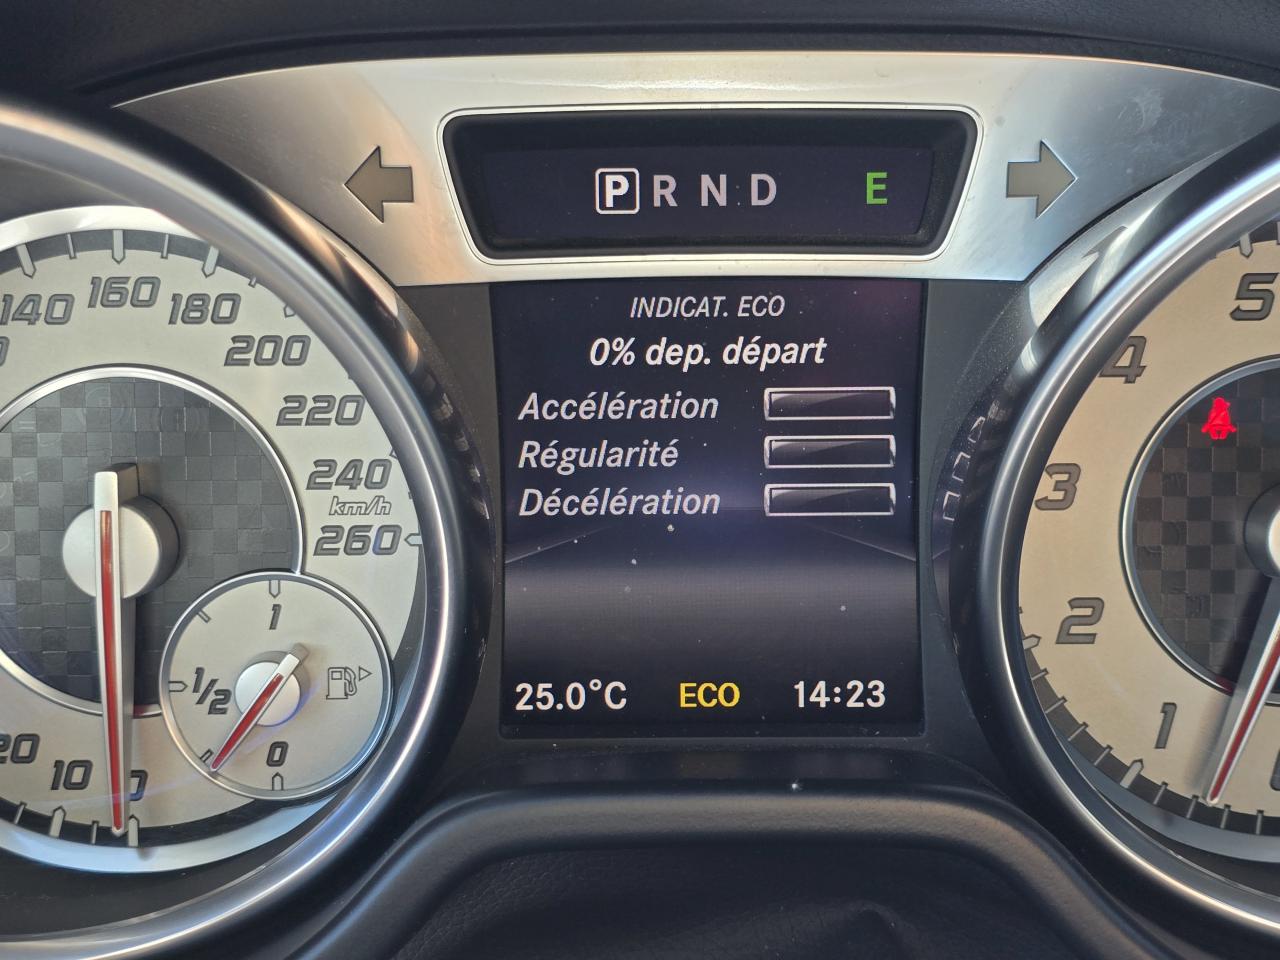 P R N D E
INDICAT. ECO
0% dep. départ
Accélération
Régularité
Décélération
25.0°C ECO 14:23
140
160
180
200
220
240
km/h
260
1
1/2
0
20
10
0
5
4
3
2
1